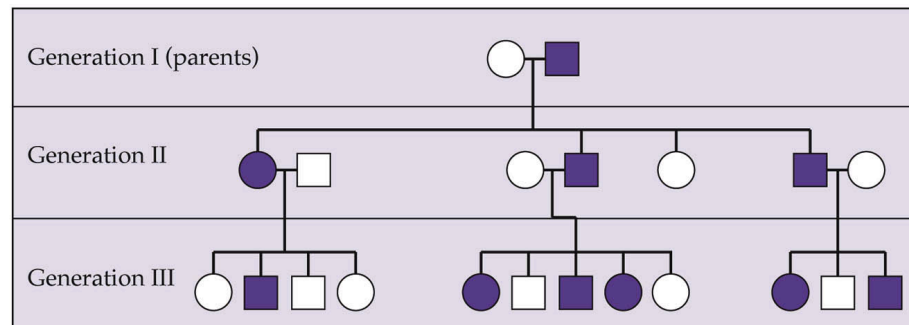 Generation I (parents)
Generation II
Generation III